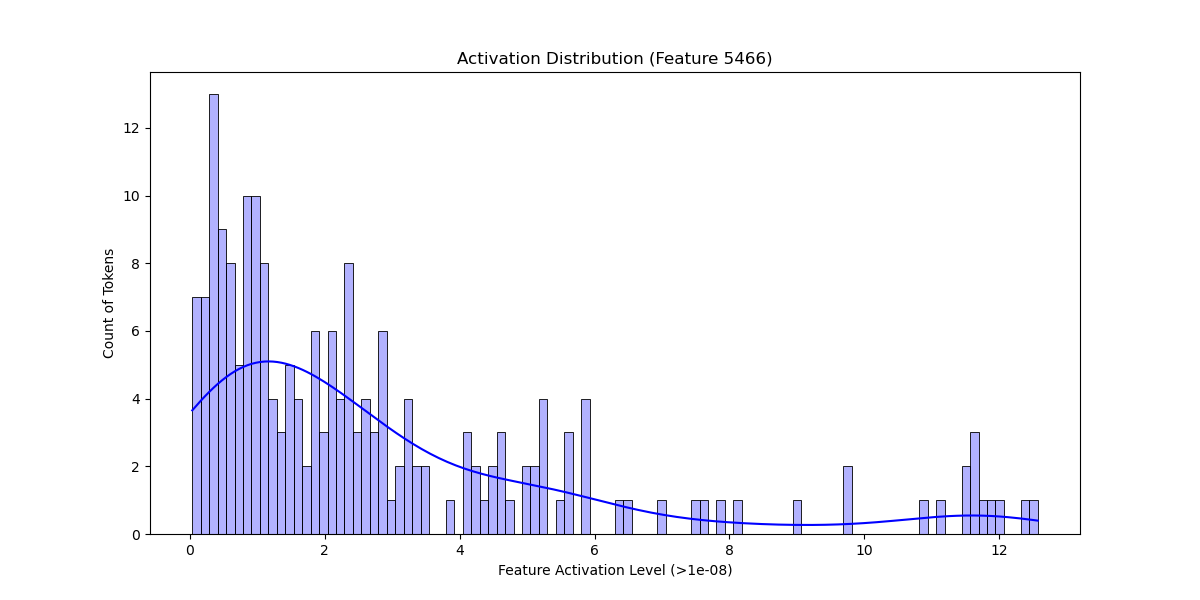 Activation Distribution (Feature 5466)
Count of Tokens
12
10
8
6
4
2
0
0 2 4 6 8 10 12
Feature Activation Level (>1e-08)